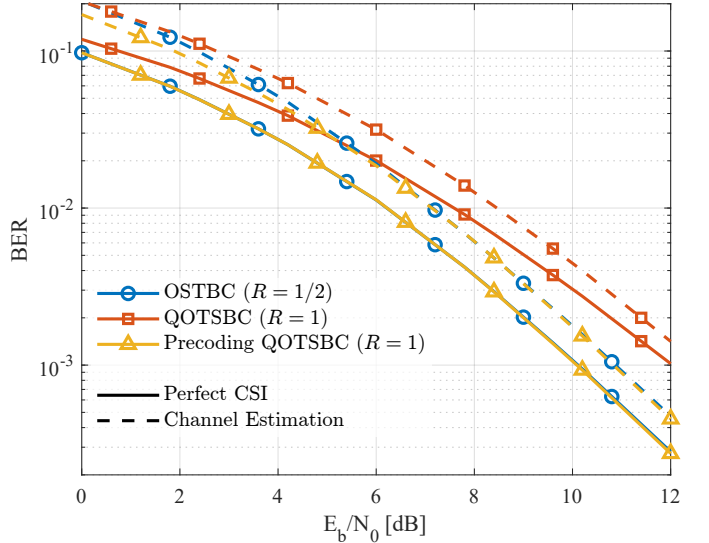 10^-1
10^-2
10^-3
BER
OSTBC (R = 1/2)
QOTSBC (R = 1)
Precoding QOTSBC (R = 1)
Perfect CSI
Channel Estimation
0 2 4 6 8 10 12
E_b/N_0 [dB]